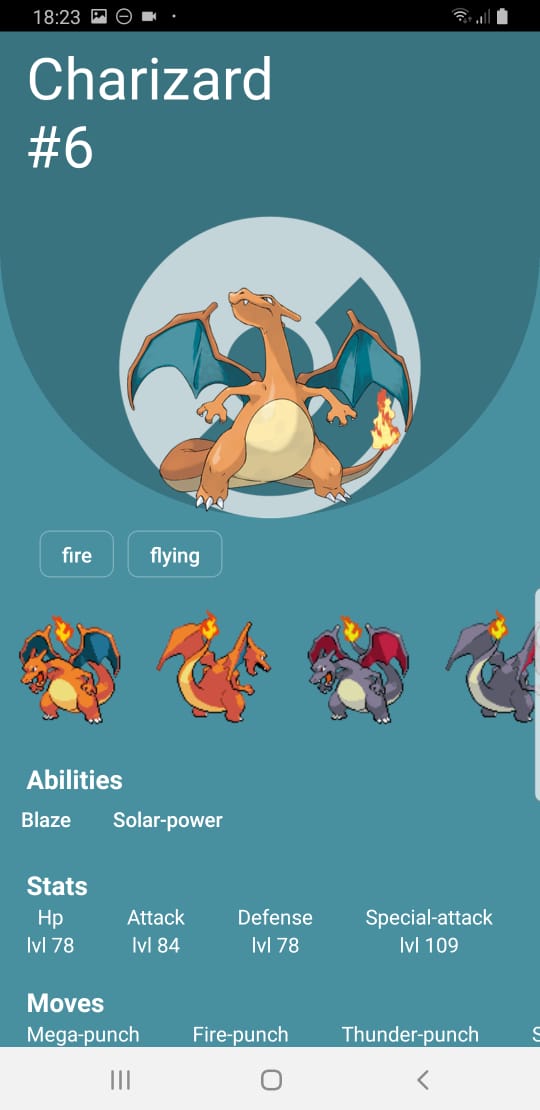 18:23
Charizard
#6
fire flying
Abilities
Blaze Solar-power
Stats
Hp Attack Defense Special-attack
lvl 78 lvl 84 lvl 78 lvl 109
Moves
Mega-punch Fire-punch Thunder-punch S